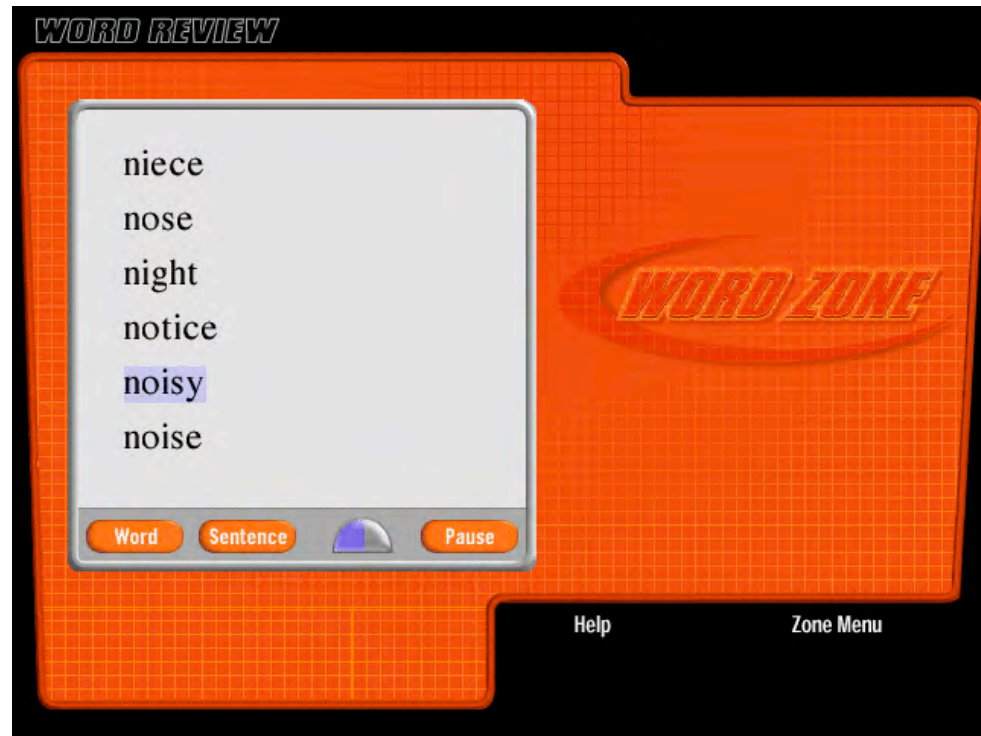 WORD REVIEW
niece
nose
night
notice
noisy
noise
WORD ZONE
Word Sentence Pause
Help Zone Menu